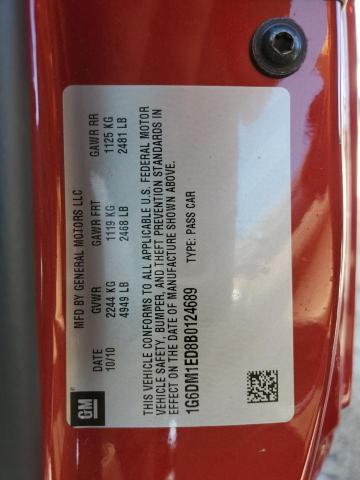 MFD BY GENERAL MOTORS LLC
DATE GVWR GAWR FRT GAWR RR
10/10 2244 KG 1119 KG 1125 KG
4949 LB 2468 LB 2481 LB
THIS VEHICLE CONFORMS TO ALL APPLICABLE U.S. FEDERAL MOTOR
VEHICLE SAFETY, BUMPER, AND THEFT PREVENTION STANDARDS IN
EFFECT ON THE DATE OF MANUFACTURE SHOWN ABOVE.
1G6DM1ED8B0124689 TYPE: PASS CAR
GM